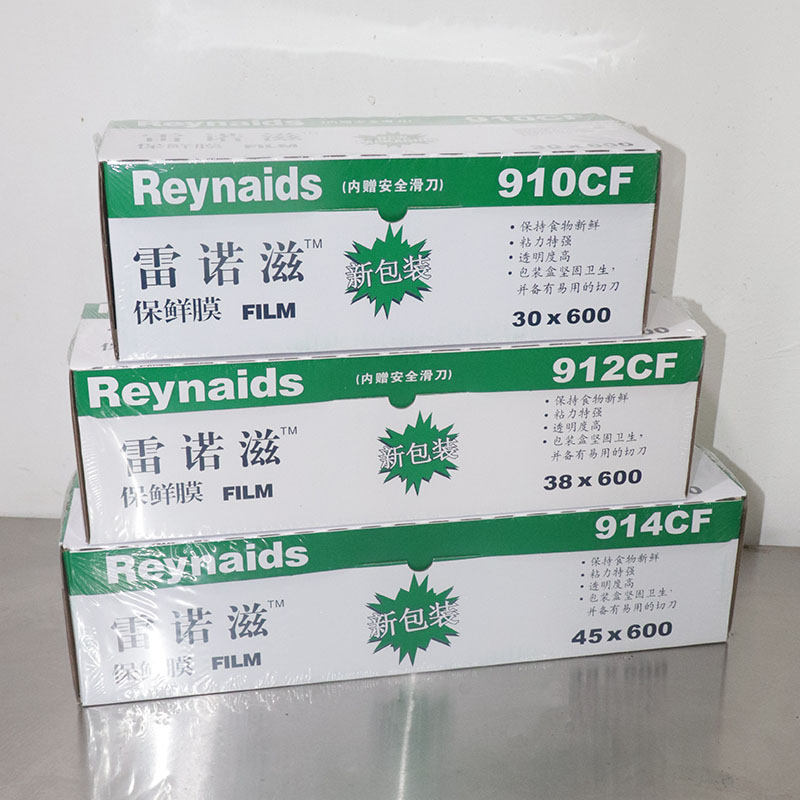 910CF
30 x 600
Reynaids (内赠安全滑刀) 910CF
雷诺滋™
保鲜膜 FILM
新包装
• 保持食物新鲜
• 粘力特强
• 透明度高
• 包装盒坚固卫生，
并备有易用的切刀
30 x 600
Reynaids (内赠安全滑刀) 912CF
雷诺滋™
保鲜膜 FILM
新包装
• 保持食物新鲜
• 粘力特强
• 透明度高
• 包装盒坚固卫生，
并备有易用的切刀
38 x 600
Reynaids 914CF
雷诺滋™
保鲜膜 FILM
新包装
• 保持食物新鲜
• 粘力特强
• 透明度高
• 包装盒坚固卫生，
并备有易用的切刀
45 x 600